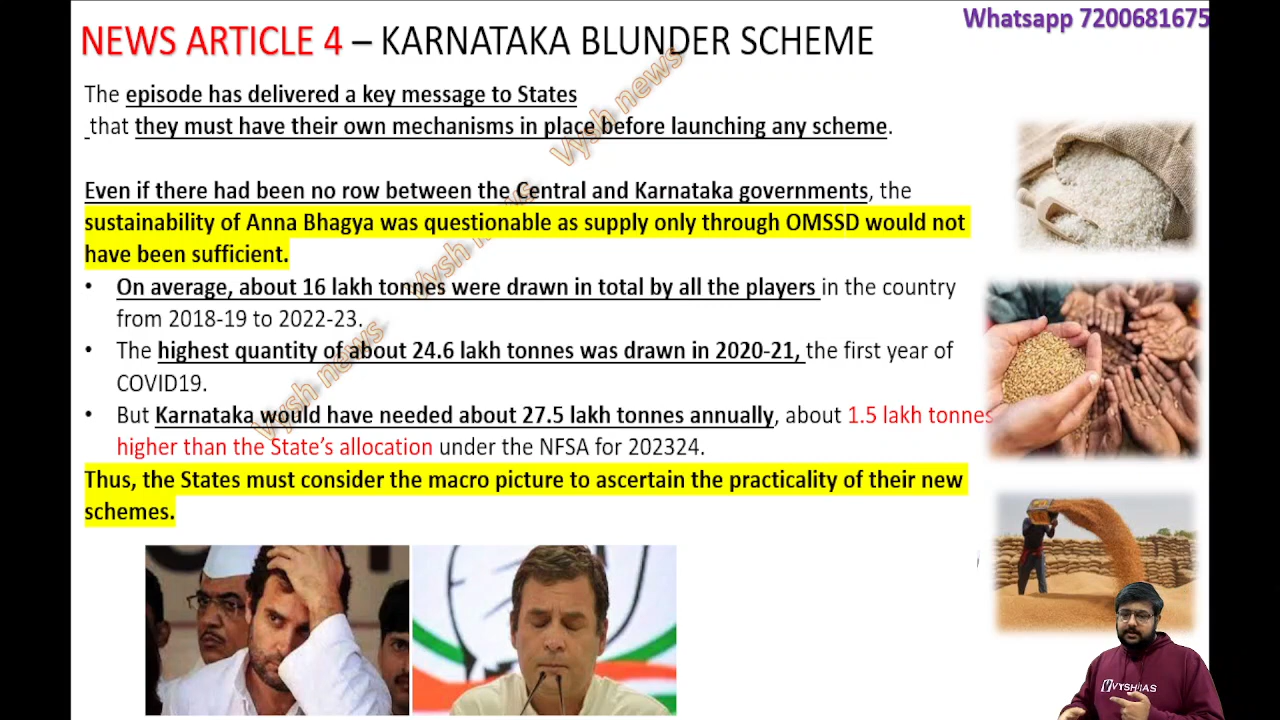 Whatsapp 7200681675
NEWS ARTICLE 4 – KARNATAKA BLUNDER SCHEME
The episode has delivered a key message to States
that they must have their own mechanisms in place before launching any scheme.
Even if there had been no row between the Central and Karnataka governments, the
sustainability of Anna Bhagya was questionable as supply only through OMSSD would not
have been sufficient.
• On average, about 16 lakh tonnes were drawn in total by all the players in the country
from 2018-19 to 2022-23.
• The highest quantity of about 24.6 lakh tonnes was drawn in 2020-21, the first year of
COVID19.
• But Karnataka would have needed about 27.5 lakh tonnes annually, about 1.5 lakh tonnes
higher than the State's allocation under the NFSA for 202324.
Thus, the States must consider the macro picture to ascertain the practicality of their new
schemes.
Vysh news
Vysh news
Vysh news
VYSHIAS